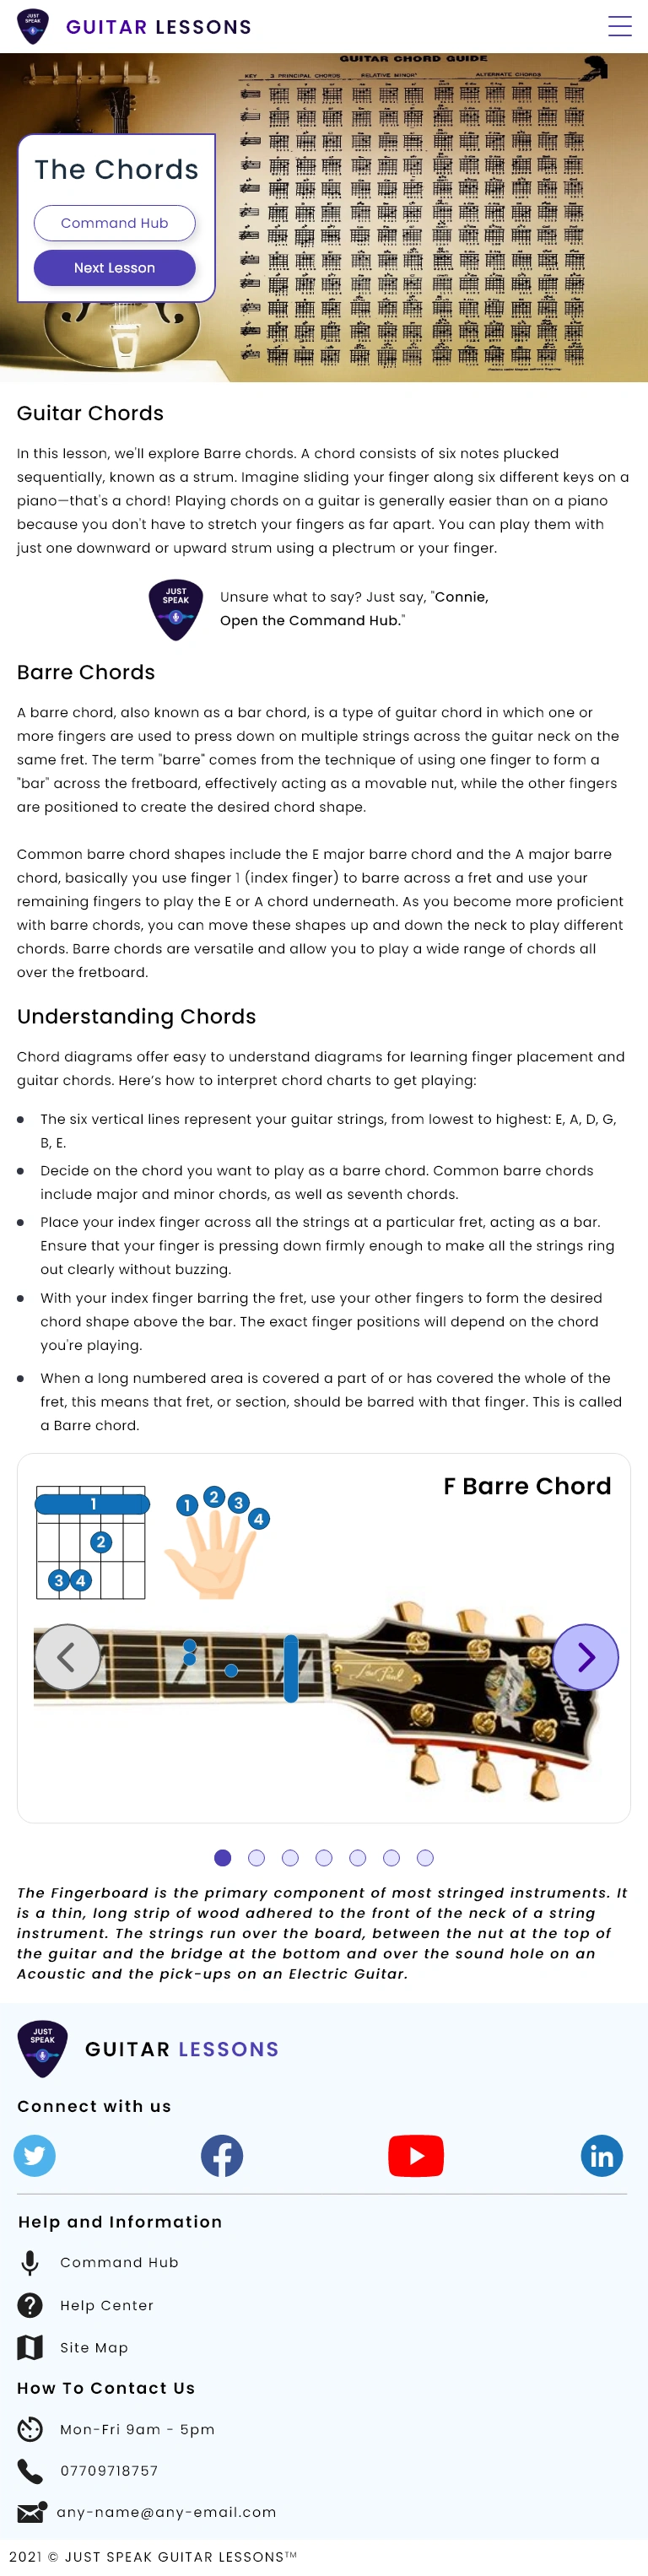 JUST
SPEAK
GUITAR LESSONS
GUITAR CHORD GUIDE
KEY 3 PRINCIPAL CHORDS RELATIVE MINOR ALTERNATE CHORDS
The Chords
Command Hub
Next Lesson
Guitar Chords
In this lesson, we'll explore Barre chords. A chord consists of six notes plucked
sequentially, known as a strum. Imagine sliding your finger along six different keys on a
piano—that's a chord! Playing chords on a guitar is generally easier than on a piano
because you don't have to stretch your fingers as far apart. You can play them with
just one downward or upward strum using a plectrum or your finger.
JUST
SPEAK
Unsure what to say? Just say, "Connie,
Open the Command Hub."
Barre Chords
A barre chord, also known as a bar chord, is a type of guitar chord in which one or
more fingers are used to press down on multiple strings across the guitar neck on the
same fret. The term "barre" comes from the technique of using one finger to form a
"bar" across the fretboard, effectively acting as a movable nut, while the other fingers
are positioned to create the desired chord shape.
Common barre chord shapes include the E major barre chord and the A major barre
chord, basically you use finger 1 (index finger) to barre across a fret and use your
remaining fingers to play the E or A chord underneath. As you become more proficient
with barre chords, you can move these shapes up and down the neck to play different
chords. Barre chords are versatile and allow you to play a wide range of chords all
over the fretboard.
Understanding Chords
Chord diagrams offer easy to understand diagrams for learning finger placement and
guitar chords. Here's how to interpret chord charts to get playing:
The six vertical lines represent your guitar strings, from lowest to highest: E, A, D, G,
B, E.
Decide on the chord you want to play as a barre chord. Common barre chords
include major and minor chords, as well as seventh chords.
Place your index finger across all the strings at a particular fret, acting as a bar.
Ensure that your finger is pressing down firmly enough to make all the strings ring
out clearly without buzzing.
With your index finger barring the fret, use your other fingers to form the desired
chord shape above the bar. The exact finger positions will depend on the chord
you're playing.
When a long numbered area is covered a part of or has covered the whole of the
fret, this means that fret, or section, should be barred with that finger. This is called
a Barre chord.
F Barre Chord
1
2
3 4
1 2 3 4
Les Paul
Gibson
The Fingerboard is the primary component of most stringed instruments. It
is a thin, long strip of wood adhered to the front of the neck of a string
instrument. The strings run over the board, between the nut at the top of
the guitar and the bridge at the bottom and over the sound hole on an
Acoustic and the pick-ups on an Electric Guitar.
JUST
SPEAK
GUITAR LESSONS
Connect with us
in
Help and Information
Command Hub
Help Center
Site Map
How To Contact Us
Mon-Fri 9am - 5pm
07709718757
any-name@any-email.com
2021 © JUST SPEAK GUITAR LESSONS™